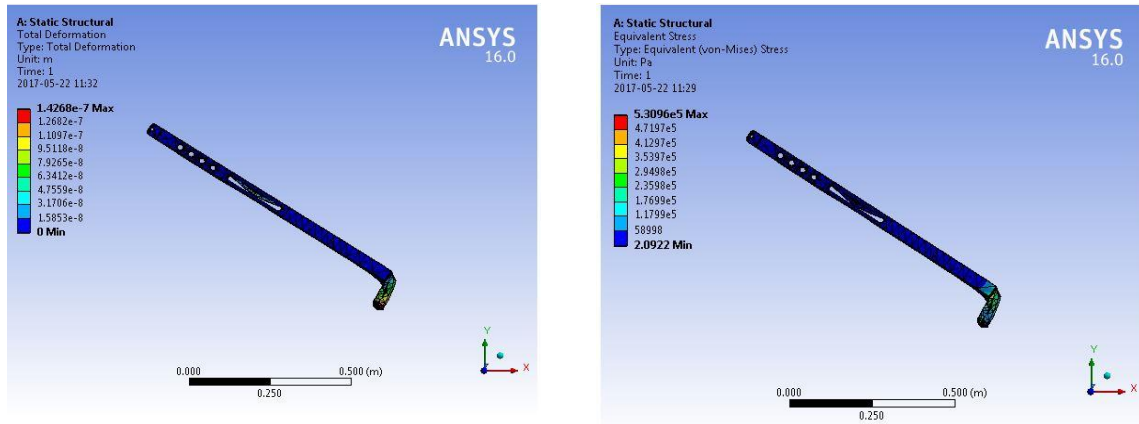 A: Static Structural
Total Deformation
Type: Total Deformation
Unit: m
Time: 1
2017-05-22 11:32
ANSYS
16.0
1.4268e-7 Max
1.2682e-7
1.1097e-7
9.5118e-8
7.9265e-8
6.3412e-8
4.7559e-8
3.1706e-8
1.5853e-8
0 Min
Y
X
0.000
0.500 (m)
0.250
A: Static Structural
Equivalent Stress
Type: Equivalent (von-Mises) Stress
Unit: Pa
Time: 1
2017-05-22 11:29
ANSYS
16.0
5.3096e5 Max
4.7197e5
4.1297e5
3.5397e5
2.9498e5
2.3598e5
1.7699e5
1.1799e5
58998
2.0922 Min
Y
X
0.000
0.500 (m)
0.250